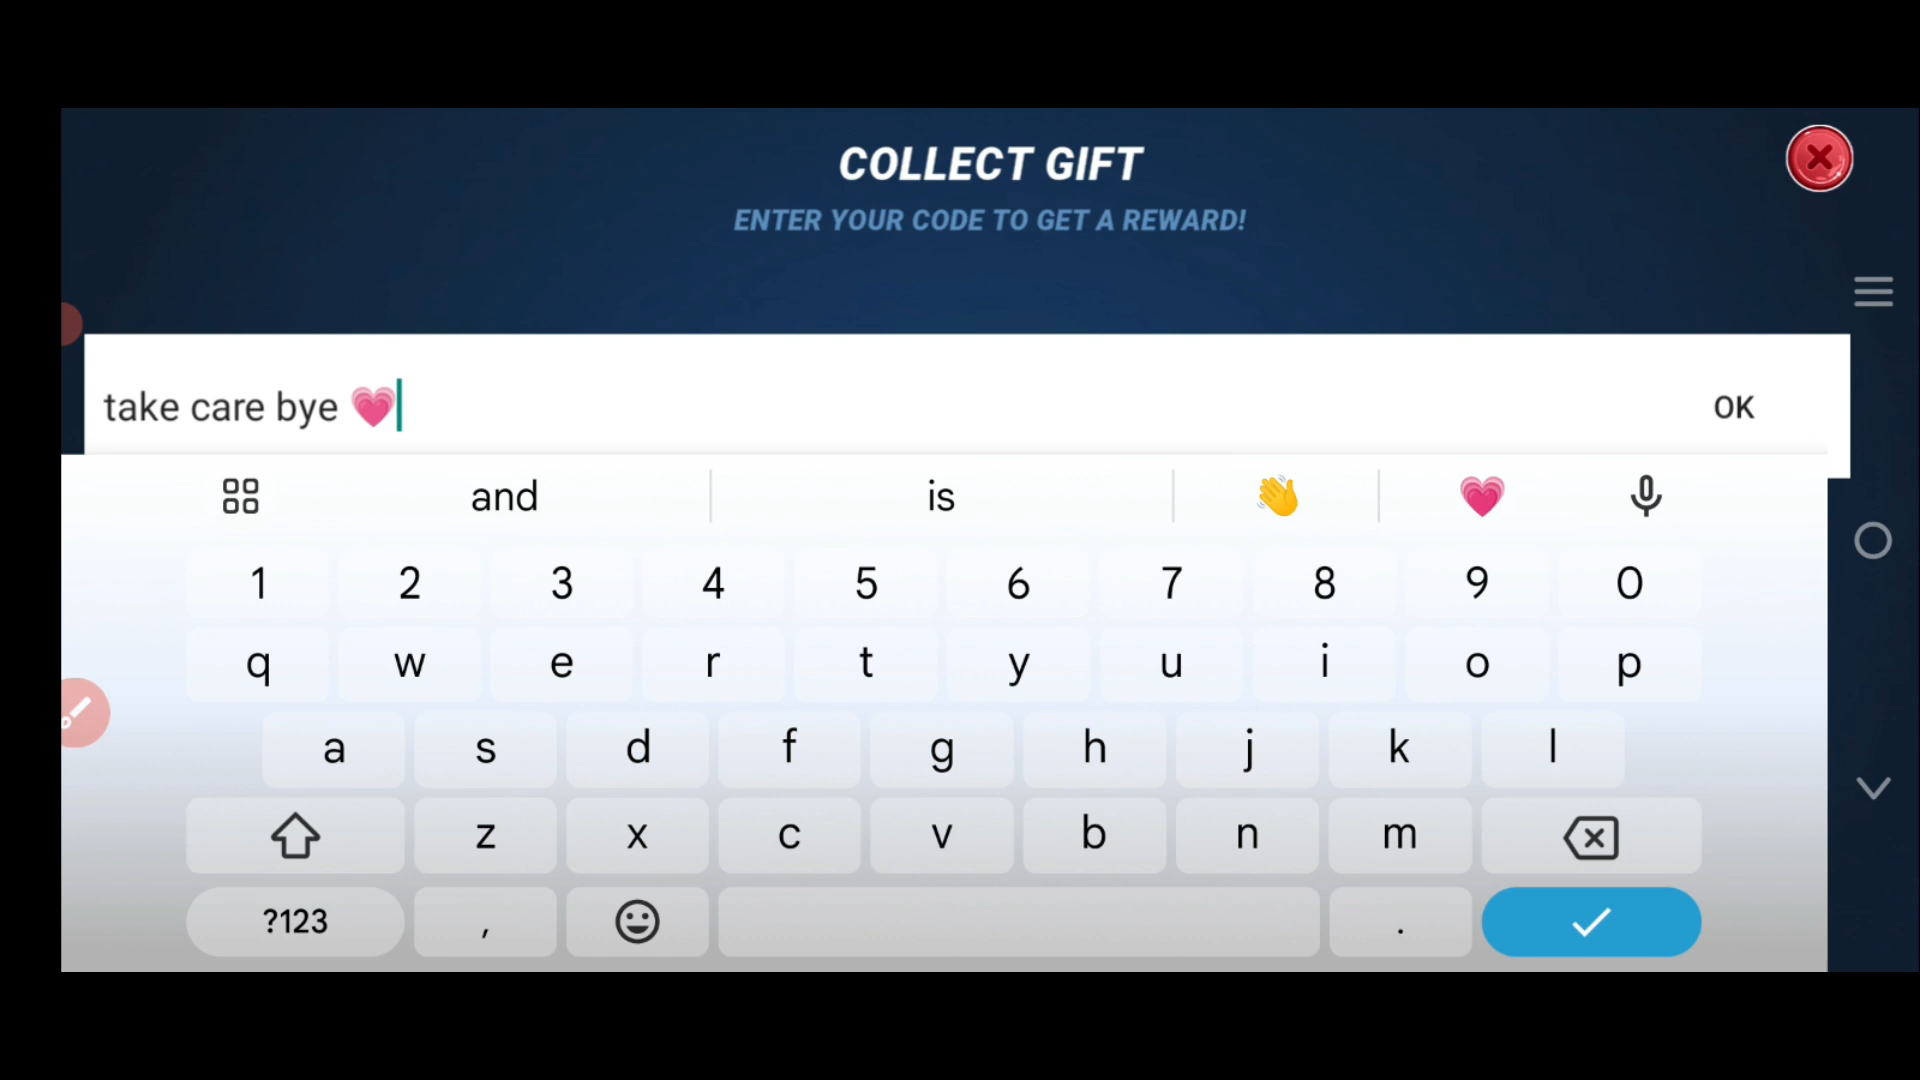 COLLECT GIFT
ENTER YOUR CODE TO GET A REWARD!
take care bye 💗
OK
and is 👋 💗
1 2 3 4 5 6 7 8 9 0
q w e r t y u i o p
a s d f g h j k l
z x c v b n m
?123 , .